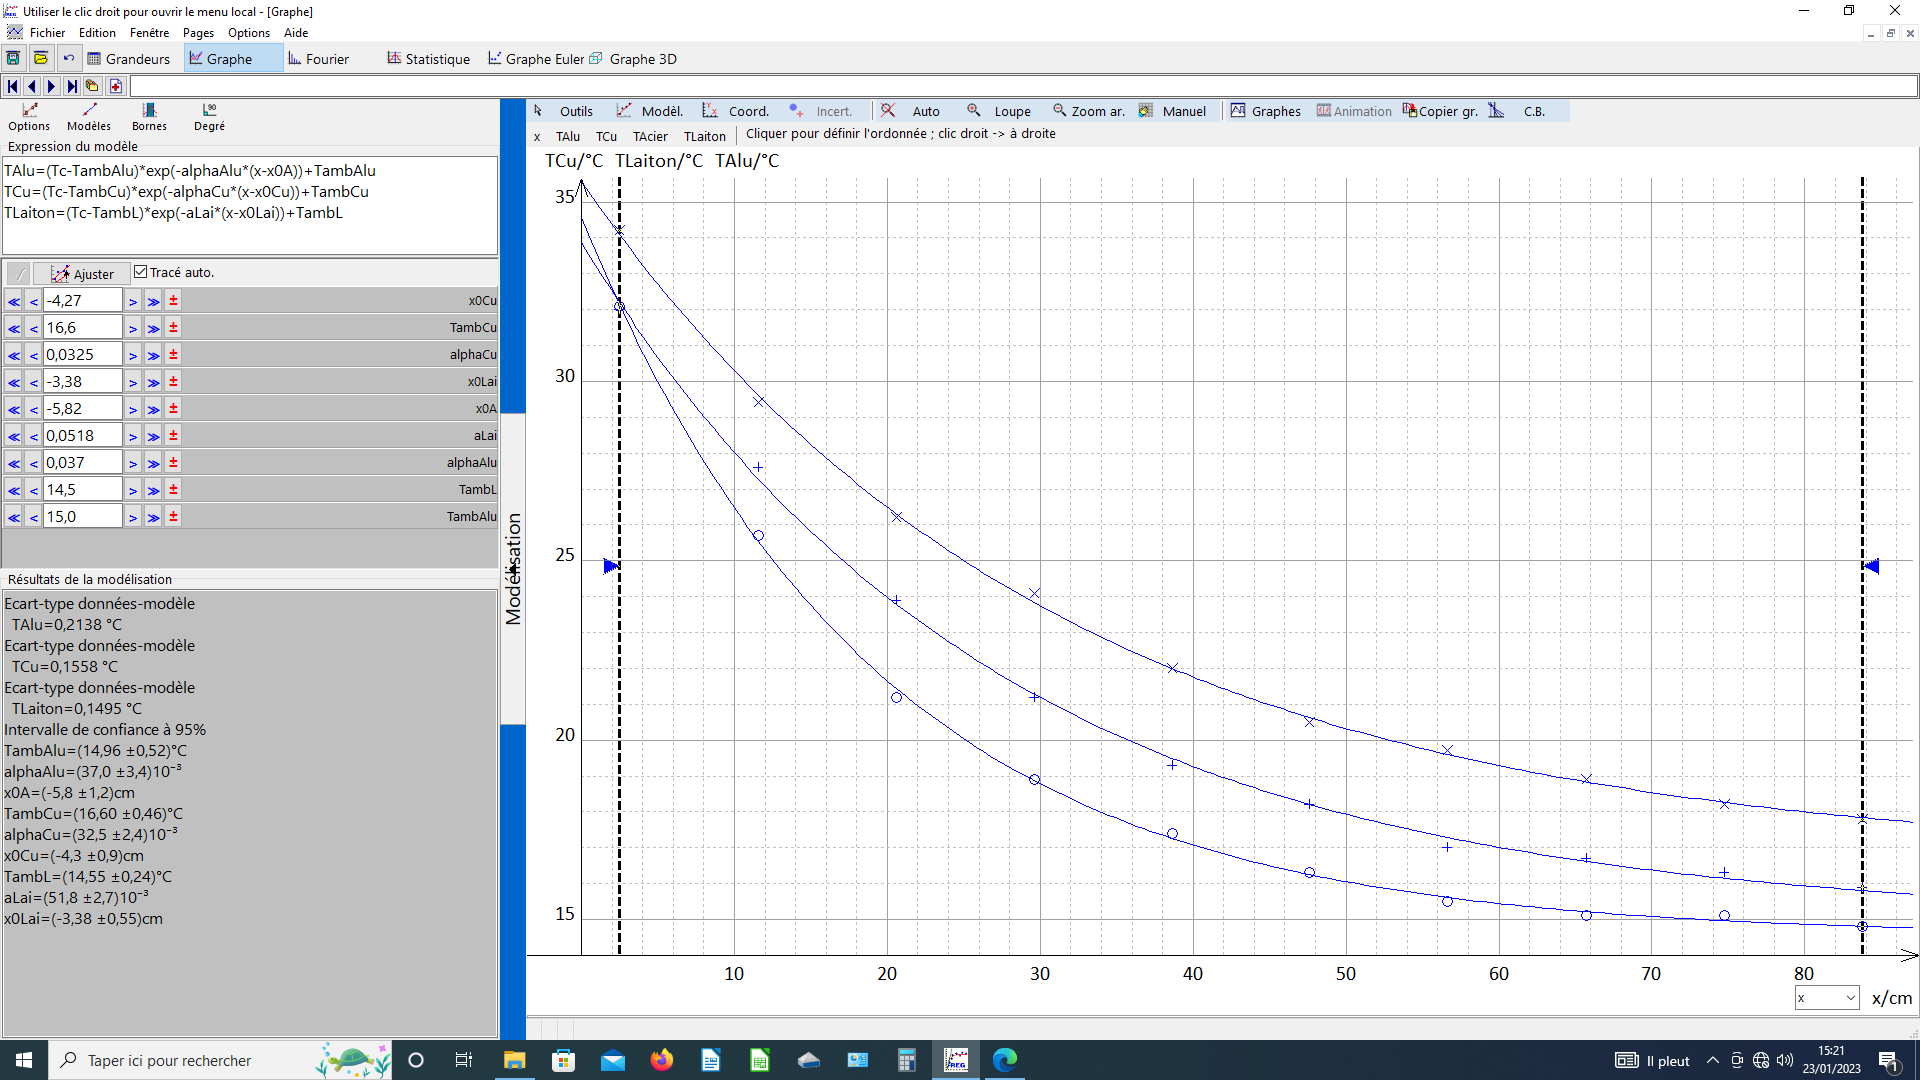 Utiliser le clic droit pour ouvrir le menu local - [Graphe]
Fichier Edition Fenêtre Pages Options Aide
Grandeurs Graphe Fourier Statistique Graphe Euler Graphe 3D
Options Modèles Bornes Degré
90
Expression du modèle
TAlu=(Tc-TambAlu)*exp(-alphaAlu*(x-x0A))+TambAlu
TCu=(Tc-TambCu)*exp(-alphaCu*(x-x0Cu))+TambCu
TLaiton=(Tc-TambL)*exp(-aLai*(x-x0Lai))+TambL
Ajuster Tracé auto.
-4,27 x0Cu
16,6 TambCu
0,0325 alphaCu
-3,38 x0Lai
-5,82 x0A
0,0518 aLai
0,037 alphaAlu
14,5 TambL
15,0 TambAlu
Résultats de la modélisation
Ecart-type données-modèle
TAlu=0,2138 °C
Ecart-type données-modèle
TCu=0,1558 °C
Ecart-type données-modèle
TLaiton=0,1495 °C
Intervalle de confiance à 95%
TambAlu=(14,96 ±0,52)°C
alphaAlu=(37,0 ±3,4)10⁻³
x0A=(-5,8 ±1,2)cm
TambCu=(16,60 ±0,46)°C
alphaCu=(32,5 ±2,4)10⁻³
x0Cu=(-4,3 ±0,9)cm
TambL=(14,55 ±0,24)°C
aLai=(51,8 ±2,7)10⁻³
x0Lai=(-3,38 ±0,55)cm
Modélisation
Outils Modèl. Coord. Incert. Auto Loupe Zoom ar. Manuel Graphes Animation Copier gr. C.B.
x TAlu TCu TAcier TLaiton Cliquer pour définir l'ordonnée ; clic droit -> à droite
TCu/°C TLaiton/°C TAlu/°C
35
30
25
20
15
10 20 30 40 50 60 70 80
x x/cm
Taper ici pour rechercher
REG
Il pleut
15:21
23/01/2023
1